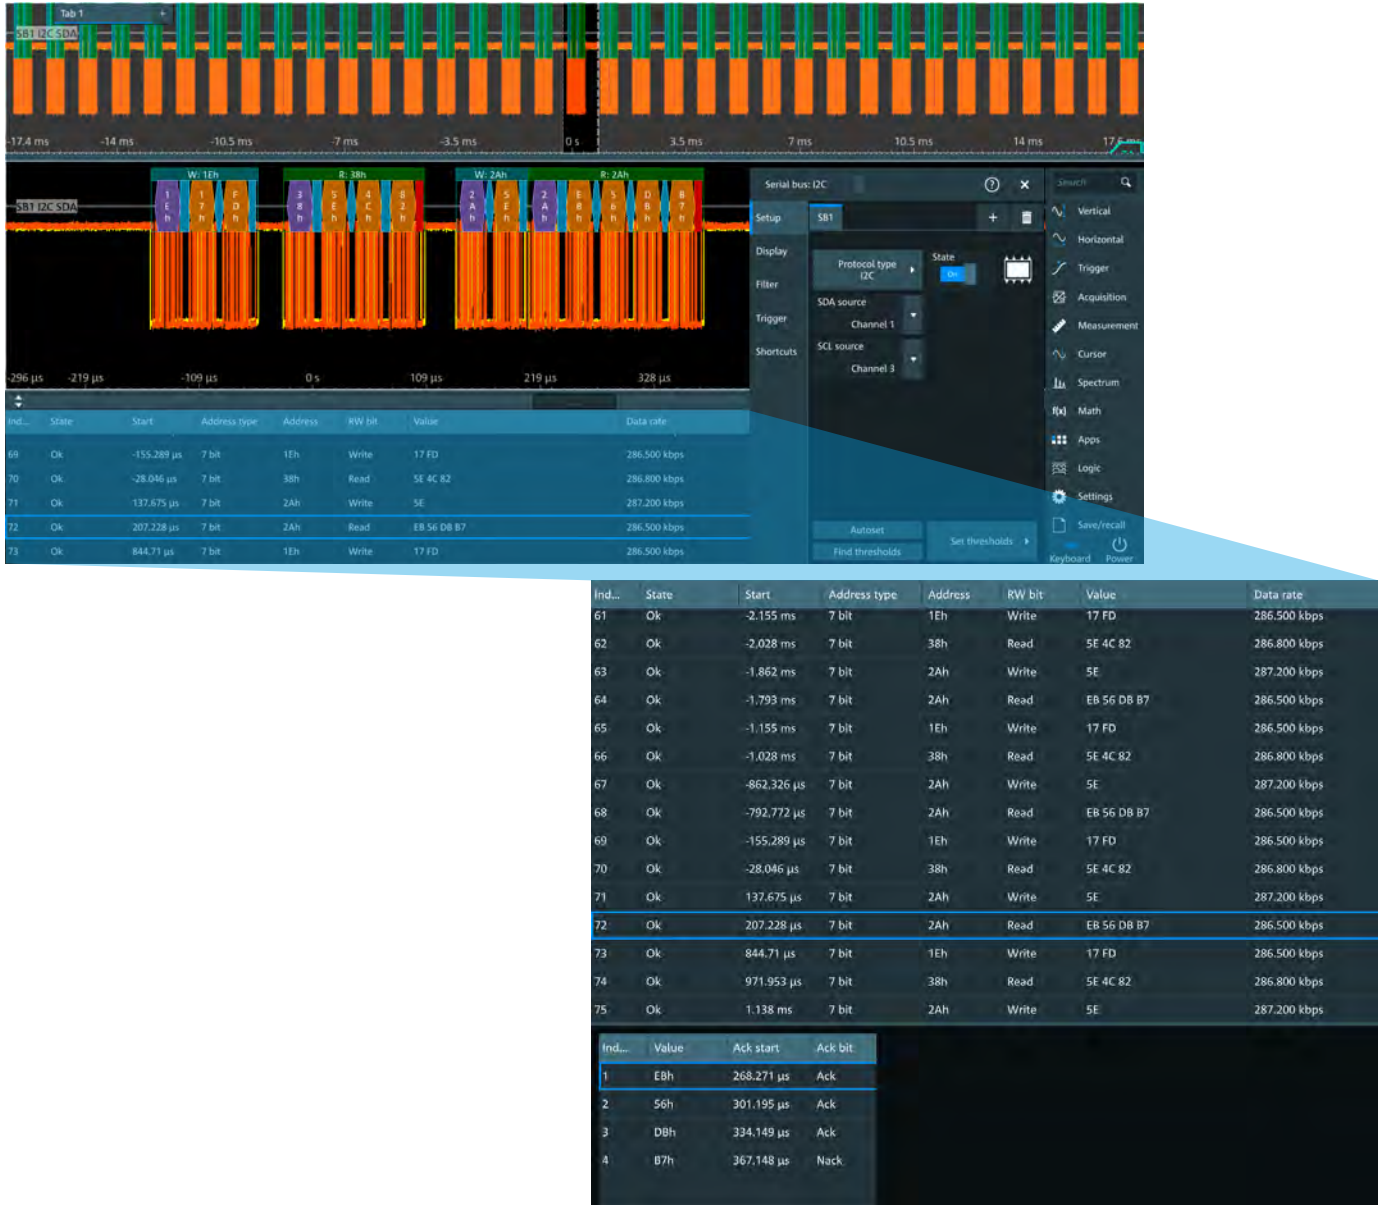 Tab 1 +
SB1 I2C SDA
-17.4 ms -14 ms -10.5 ms -7 ms -3.5 ms 0 s 3.5 ms 7 ms 10.5 ms 14 ms 17.6 ms
W: 1Eh R: 38h W: 2Ah R: 2Ah
1Eh 17h FDh 38h 5Eh 4Ch 82h 2Ah 5Eh 2Ah EBh 56h DBh B7h
SB1 I2C SDA
-296 µs -219 µs -109 µs 0 s 109 µs 219 µs 328 µs
Serial bus: I2C ? ×
Setup SB1 +
Display
Filter
Trigger
Shortcuts
Protocol type
I2C
State
On
SDA source
Channel 1
SCL source
Channel 3
Autoset
Find thresholds
Set thresholds
Search
Vertical
Horizontal
Trigger
Acquisition
Measurement
Cursor
Spectrum
f(x) Math
Apps
Logic
Settings
Save/recall
Keyboard Power
Ind... State Start Address type Address RW bit Value Data rate
69 Ok -155.289 µs 7 bit 1Eh Write 17 FD 286.500 kbps
70 Ok -28.046 µs 7 bit 38h Read 5E 4C 82 286.800 kbps
71 Ok 137.675 µs 7 bit 2Ah Write 5E 287.200 kbps
72 Ok 207.228 µs 7 bit 2Ah Read EB 56 DB B7 286.500 kbps
73 Ok 844.71 µs 7 bit 1Eh Write 17 FD 286.500 kbps
Ind... State Start Address type Address RW bit Value Data rate
61 Ok -2.155 ms 7 bit 1Eh Write 17 FD 286.500 kbps
62 Ok -2.028 ms 7 bit 38h Read 5E 4C 82 286.800 kbps
63 Ok -1.862 ms 7 bit 2Ah Write 5E 287.200 kbps
64 Ok -1.793 ms 7 bit 2Ah Read EB 56 DB B7 286.500 kbps
65 Ok -1.155 ms 7 bit 1Eh Write 17 FD 286.500 kbps
66 Ok -1.028 ms 7 bit 38h Read 5E 4C 82 286.800 kbps
67 Ok -862.326 µs 7 bit 2Ah Write 5E 287.200 kbps
68 Ok -792.772 µs 7 bit 2Ah Read EB 56 DB B7 286.500 kbps
69 Ok -155.289 µs 7 bit 1Eh Write 17 FD 286.500 kbps
70 Ok -28.046 µs 7 bit 38h Read 5E 4C 82 286.800 kbps
71 Ok 137.675 µs 7 bit 2Ah Write 5E 287.200 kbps
72 Ok 207.228 µs 7 bit 2Ah Read EB 56 DB B7 286.500 kbps
73 Ok 844.71 µs 7 bit 1Eh Write 17 FD 286.500 kbps
74 Ok 971.953 µs 7 bit 38h Read 5E 4C 82 286.800 kbps
75 Ok 1.138 ms 7 bit 2Ah Write 5E 287.200 kbps
Ind... Value Ack start Ack bit
1 EBh 268.271 µs Ack
2 56h 301.195 µs Ack
3 DBh 334.149 µs Ack
4 B7h 367.148 µs Nack